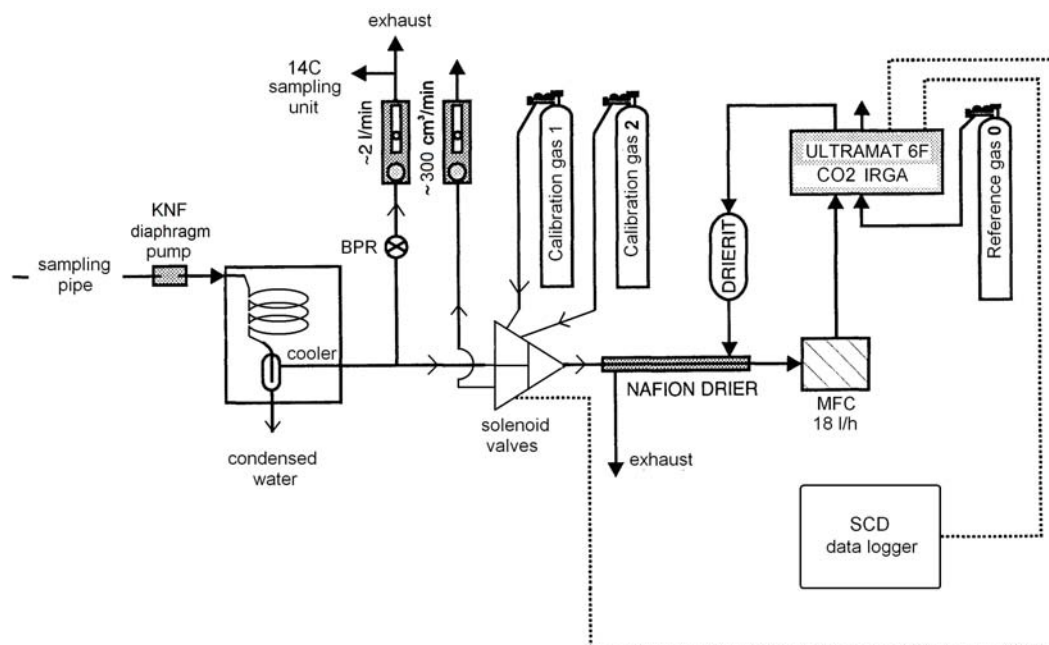 exhaust
14C
sampling
unit
~2 l/min
~ 300 cm³/min
Calibration gas 1
Calibration gas 2
ULTRAMAT 6F
CO2 IRGA
Reference gas 0
KNF
diaphragm
pump
BPR
DRIERIT
sampling
pipe
cooler
NAFION DRIER
MFC
18 l/h
solenoid
valves
condensed
water
exhaust
SCD
data logger